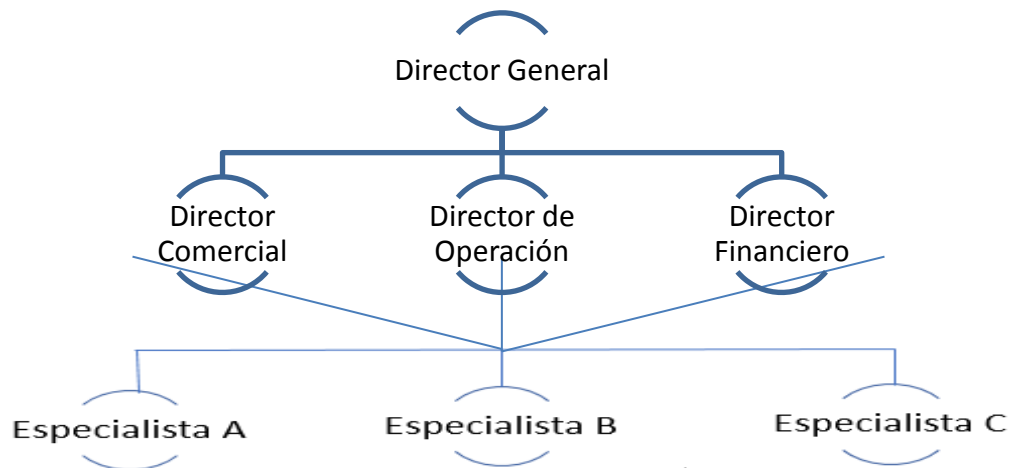 Director General
Director
Comercial
Director de
Operación
Director
Financiero
Especialista A
Especialista B
Especialista C